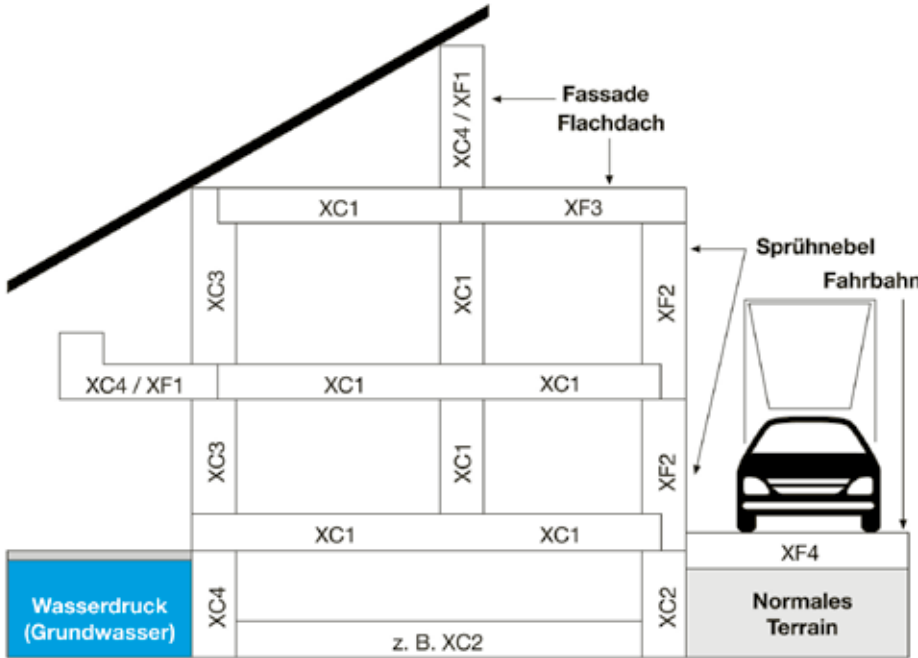 XC4 / XF1
Fassade
Flachdach
XC1
XF3
Sprühnebel
Fahrbahn
XC3
XC1
XF2
XC4 / XF1
XC1
XC1
XC3
XC1
XF2
XC1
XC1
XF4
Wasserdruck
(Grundwasser)
XC4
XC2
Normales
Terrain
z. B. XC2